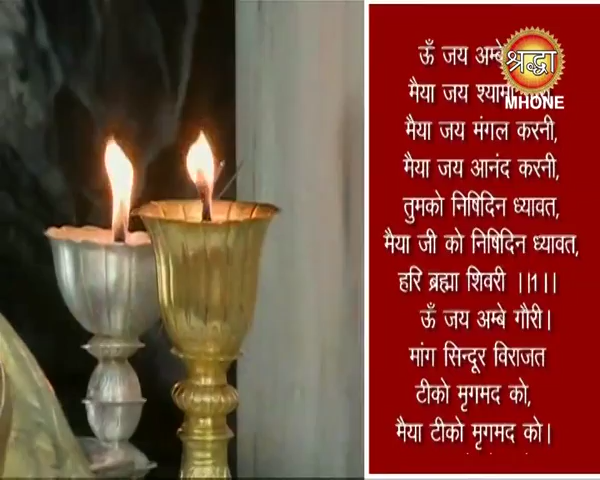 ऊँ जय अम्बे
श्रद्धा
MHONE
मैया जय
मैया जय मंगल करनी,
मैया जय आनंद करनी,
तुमको निषिदिन ध्यावत,
मैया जी को निषिदिन ध्यावत,
हरि ब्रह्मा शिवरी ||1||
ऊँ जय अम्बे गौरी|
मांग सिन्दूर विराजत
टीको मृगमद को,
मैया टीको मृगमद को|